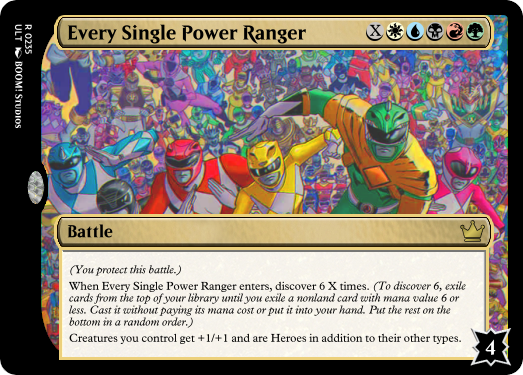 Every Single Power Ranger X
Battle
(You protect this battle.)
When Every Single Power Ranger enters, discover 6 X times. (To discover 6, exile
cards from the top of your library until you exile a nonland card with mana value 6 or
less. Cast it without paying its mana cost or put it into your hand. Put the rest on the
bottom in a random order.)
Creatures you control get +1/+1 and are Heroes in addition to their other types.
4
R 0235
ULT BOOM! STUDIOS